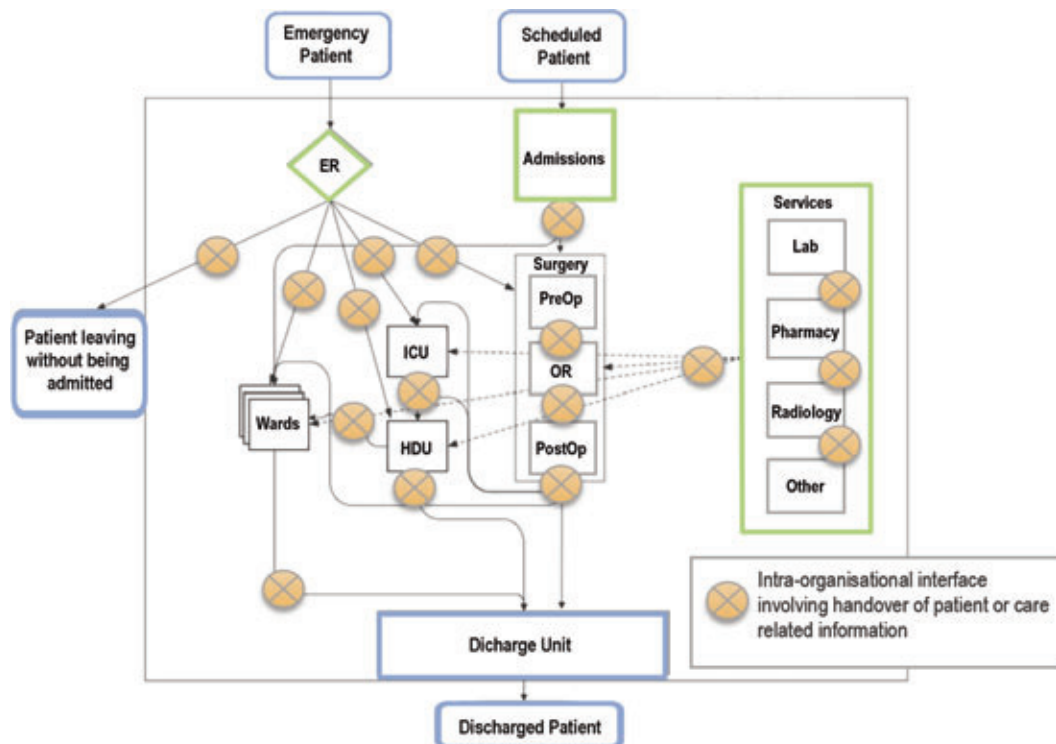 Emergency
Patient
Scheduled
Patient
ER
Admissions
Services
Lab
Surgery
PreOp
Pharmacy
Patient leaving
without being
admitted
ICU
OR
Radiology
Wards
HDU
PostOp
Other
Intra-organisational interface
involving handover of patient or care
related information
Dicharge Unit
Discharged Patient